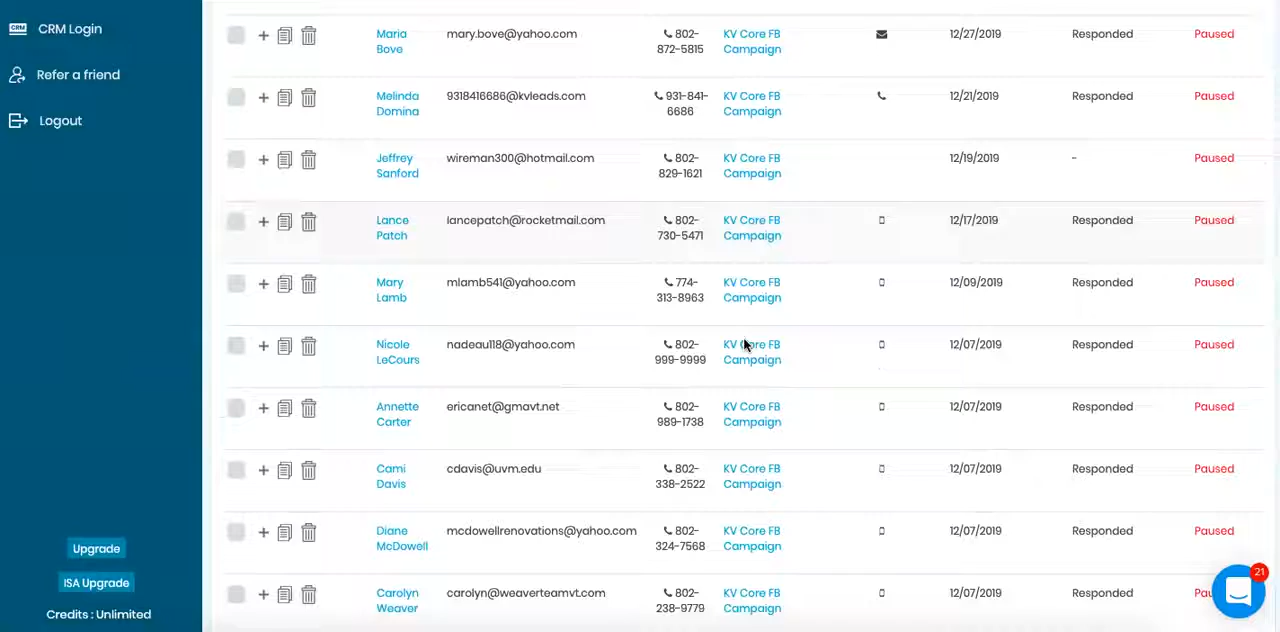 CRM CRM Login
Refer a friend
Logout
Maria Bove mary.bove@yahoo.com 802-872-5815 KV Core FB Campaign 12/27/2019 Responded Paused
Melinda Domina 9318416686@kvleads.com 931-841-6686 KV Core FB Campaign 12/21/2019 Responded Paused
Jeffrey Sanford wireman300@hotmail.com 802-829-1621 KV Core FB Campaign 12/19/2019 - Paused
Lance Patch lancepatch@rocketmail.com 802-730-5471 KV Core FB Campaign 12/17/2019 Responded Paused
Mary Lamb mlamb541@yahoo.com 774-313-8963 KV Core FB Campaign 12/09/2019 Responded Paused
Nicole LeCours nadeau118@yahoo.com 802-999-9999 KV Core FB Campaign 12/07/2019 Responded Paused
Annette Carter ericanet@gmavt.net 802-989-1738 KV Core FB Campaign 12/07/2019 Responded Paused
Cami Davis cdavis@uvm.edu 802-338-2522 KV Core FB Campaign 12/07/2019 Responded Paused
Diane McDowell mcdowellrenovations@yahoo.com 802-324-7568 KV Core FB Campaign 12/07/2019 Responded Paused
Carolyn Weaver carolyn@weaverteamvt.com 802-238-9779 KV Core FB Campaign 12/07/2019 Responded Pau
Upgrade
ISA Upgrade
Credits : Unlimited
21